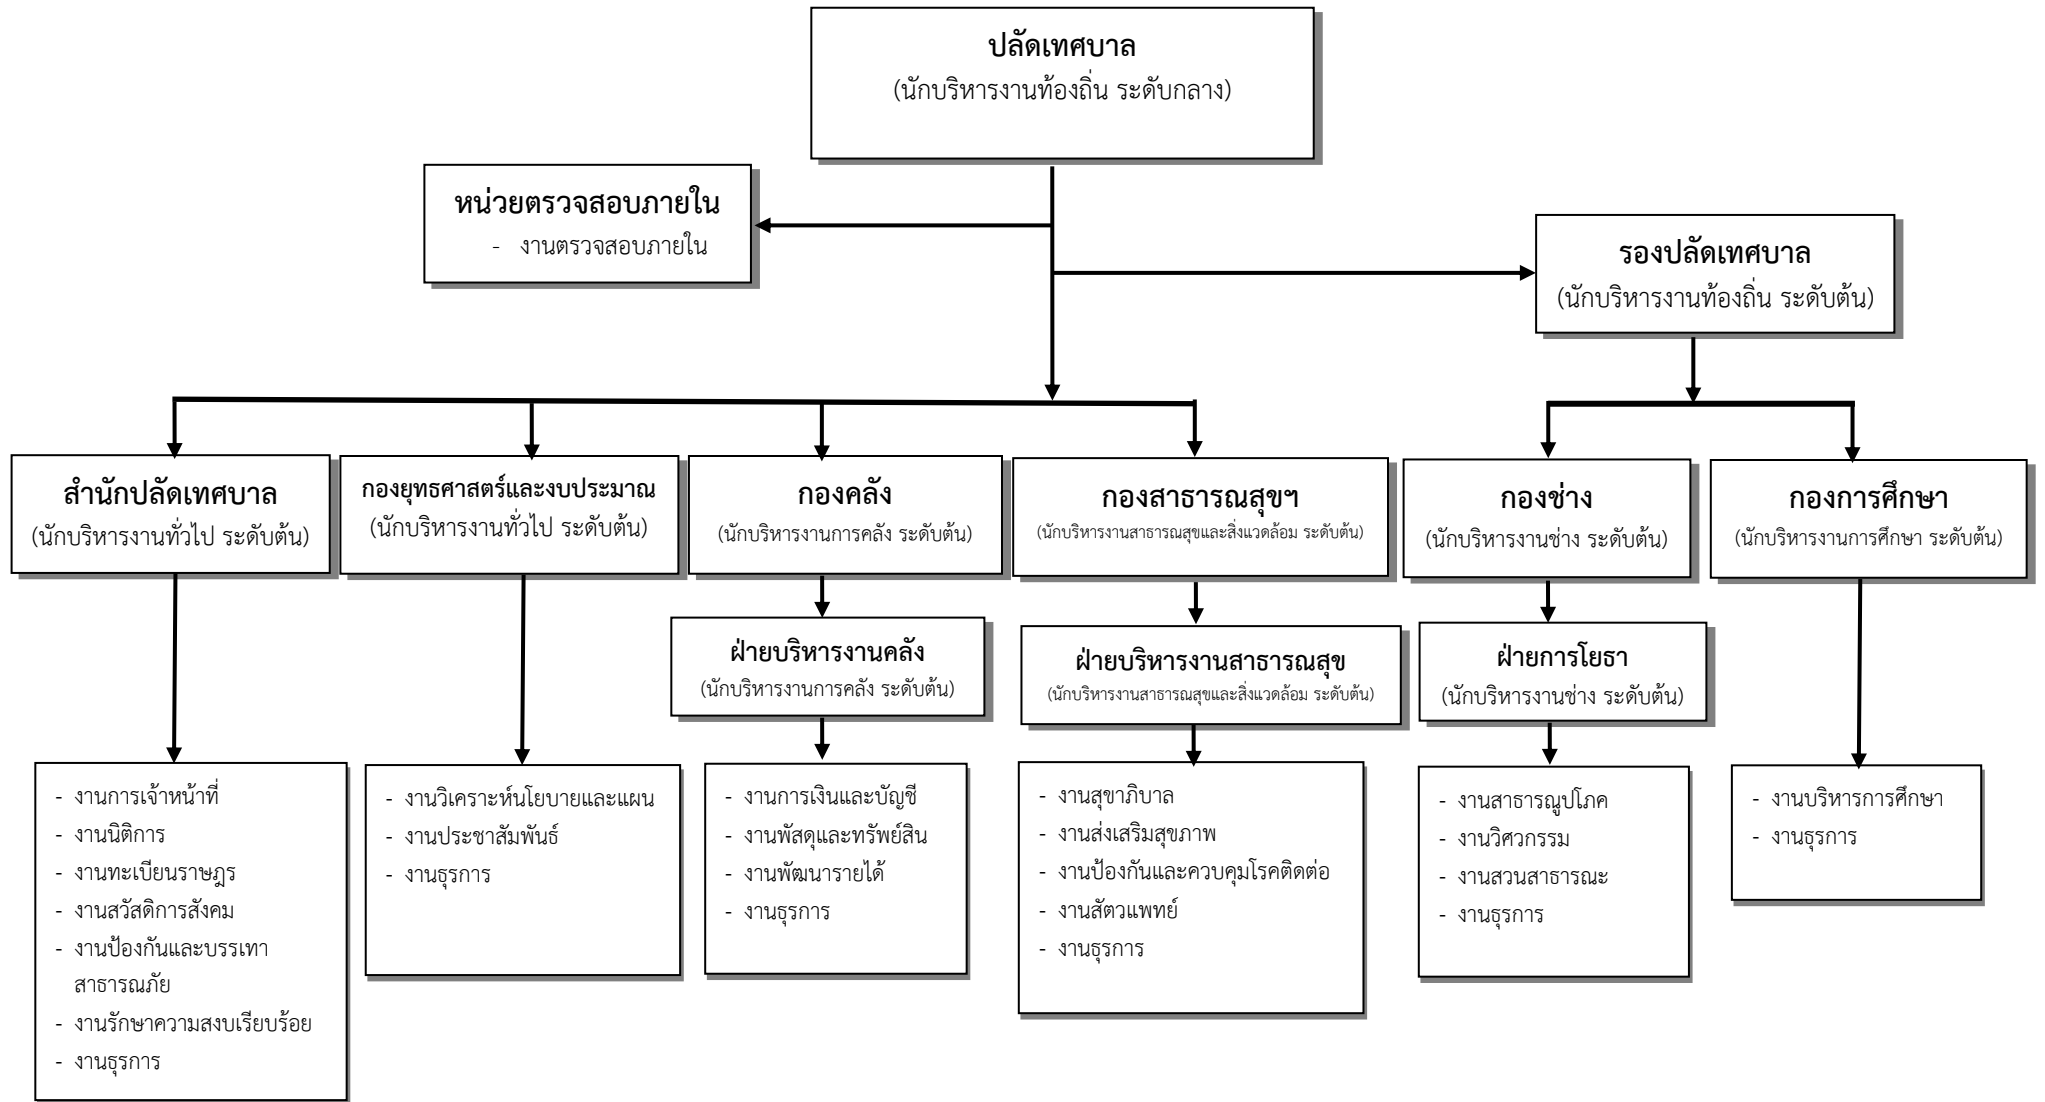 ปลัดเทศบาล
(นักบริหารงานท้องถิ่น ระดับกลาง)
หน่วยตรวจสอบภายใน
- งานตรวจสอบภายใน
รองปลัดเทศบาล
(นักบริหารงานท้องถิ่น ระดับต้น)
สำนักปลัดเทศบาล
(นักบริหารงานทั่วไป ระดับต้น)
กองยุทธศาสตร์และงบประมาณ
(นักบริหารงานทั่วไป ระดับต้น)
กองคลัง
(นักบริหารงานการคลัง ระดับต้น)
กองสาธารณสุขฯ
(นักบริหารงานสาธารณสุขและสิ่งแวดล้อม ระดับต้น)
กองช่าง
(นักบริหารงานช่าง ระดับต้น)
กองการศึกษา
(นักบริหารงานการศึกษา ระดับต้น)
ฝ่ายบริหารงานคลัง
(นักบริหารงานการคลัง ระดับต้น)
ฝ่ายบริหารงานสาธารณสุข
(นักบริหารงานสาธารณสุขและสิ่งแวดล้อม ระดับต้น)
ฝ่ายการโยธา
(นักบริหารงานช่าง ระดับต้น)
- งานการเจ้าหน้าที่
- งานนิติการ
- งานทะเบียนราษฎร
- งานสวัสดิการสังคม
- งานป้องกันและบรรเทา
สาธารณภัย
- งานรักษาความสงบเรียบร้อย
- งานธุรการ
- งานวิเคราะห์นโยบายและแผน
- งานประชาสัมพันธ์
- งานธุรการ
- งานการเงินและบัญชี
- งานพัสดุและทรัพย์สิน
- งานพัฒนารายได้
- งานธุรการ
- งานสุขาภิบาล
- งานส่งเสริมสุขภาพ
- งานป้องกันและควบคุมโรคติดต่อ
- งานสัตวแพทย์
- งานธุรการ
- งานสาธารณูปโภค
- งานวิศวกรรม
- งานสวนสาธารณะ
- งานธุรการ
- งานบริหารการศึกษา
- งานธุรการ